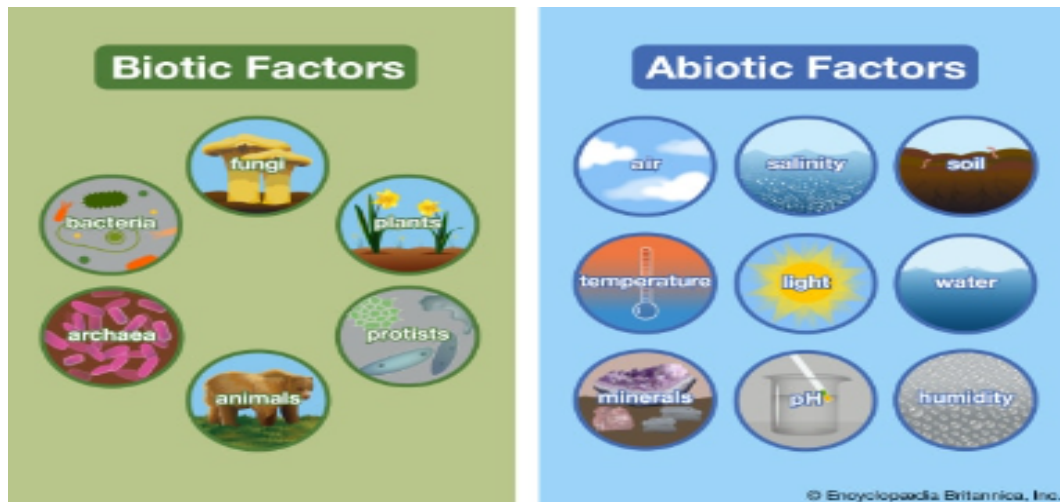 Biotic Factors
fungi
bacteria
plants
archaea
protists
animals
Abiotic Factors
air
salinity
soil
temperature
light
water
minerals
pH
humidity
© Encyclopædia Britannica, Inc.